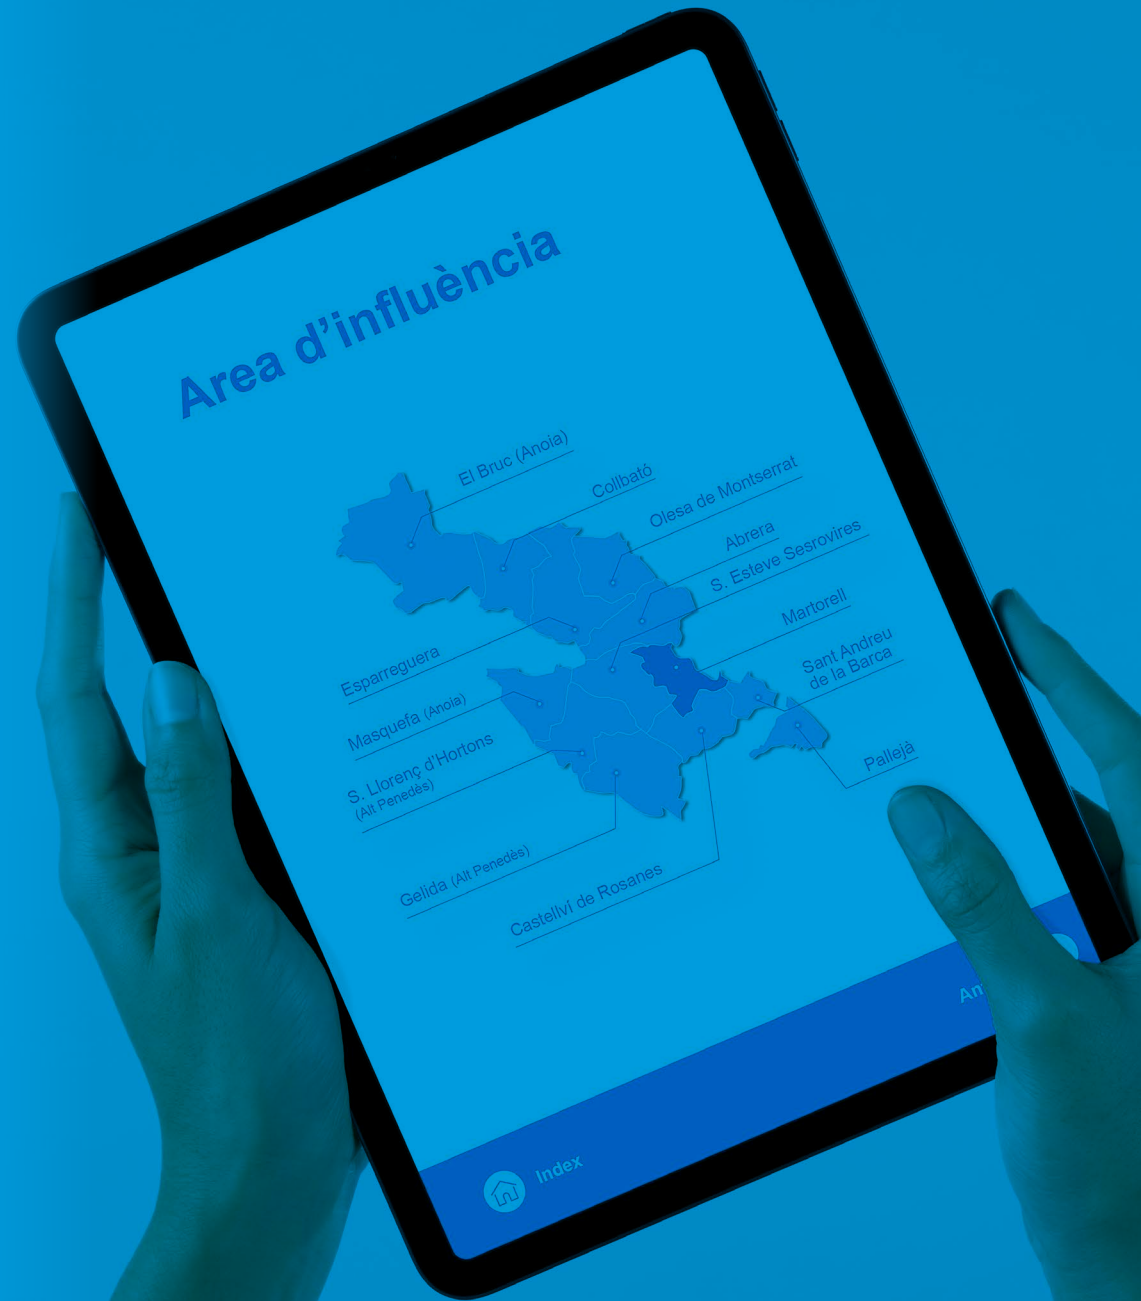 Area d’influència
El Bruc (Anoia)
Collbató
Olesa de Montserrat
Abrera
S. Esteve Sesrovires
Martorell
Sant Andreu
de la Barca
Pallejà
Esparreguera
Masquefa (Anoia)
S. Llorenç d’Hortons
(Alt Penedès)
Gelida (Alt Penedès)
Castellví de Rosanes
Index